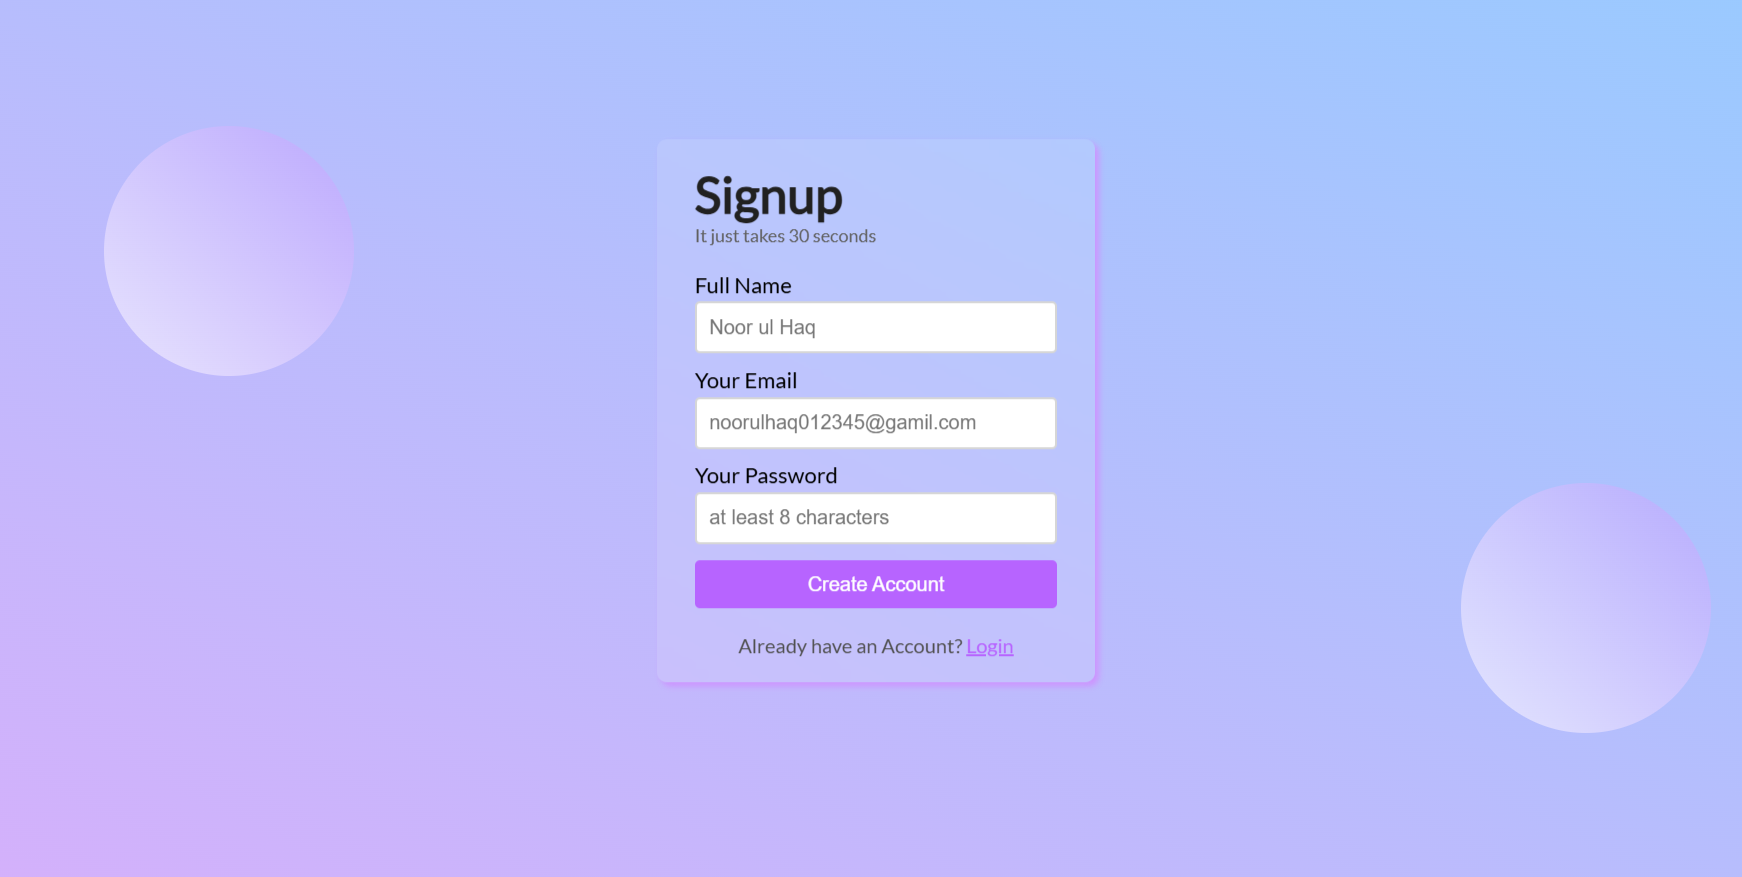 Signup
It just takes 30 seconds
Full Name
Noor ul Haq
Your Email
noorulhaq012345@gamil.com
Your Password
at least 8 characters
Create Account
Already have an Account? Login